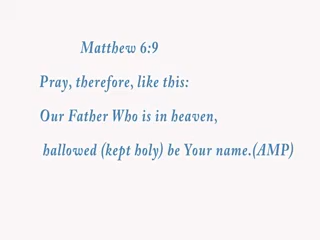 Matthew 6:9
Pray, therefore, like this:
Our Father Who is in heaven,
hallowed (kept holy) be Your name.(AMP)